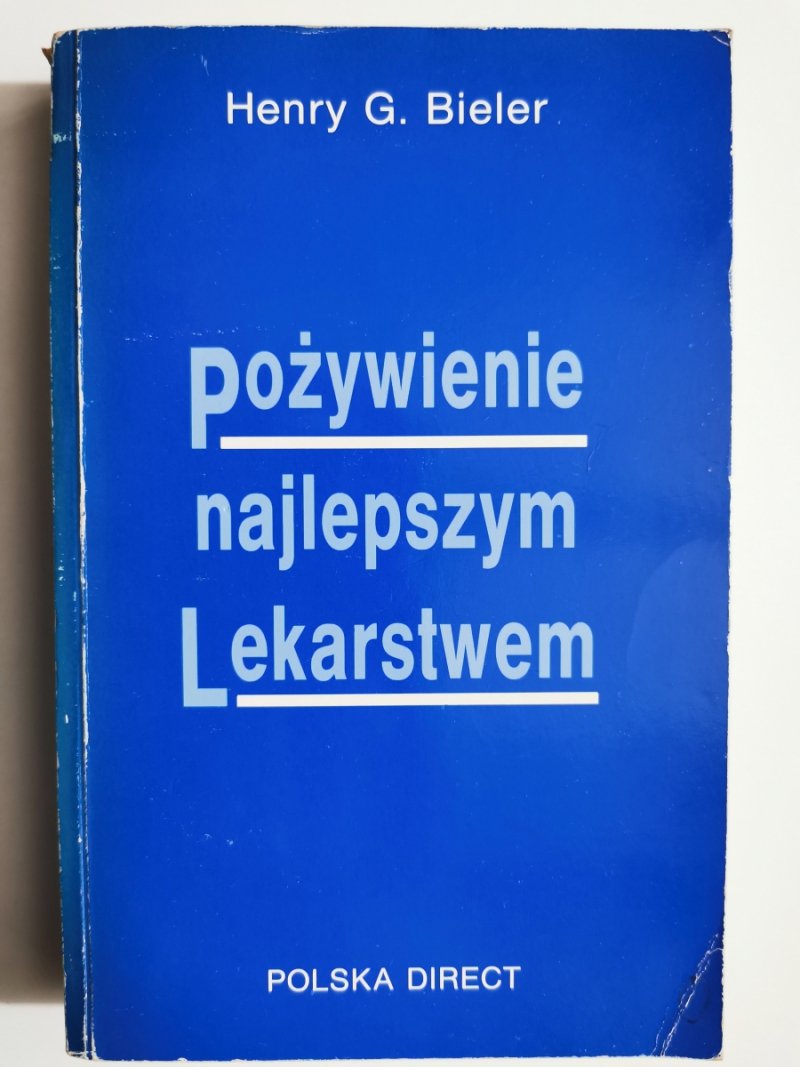 Henry G. Bieler
Pożywienie
najlepszym
Lekarstwem
POLSKA DIRECT